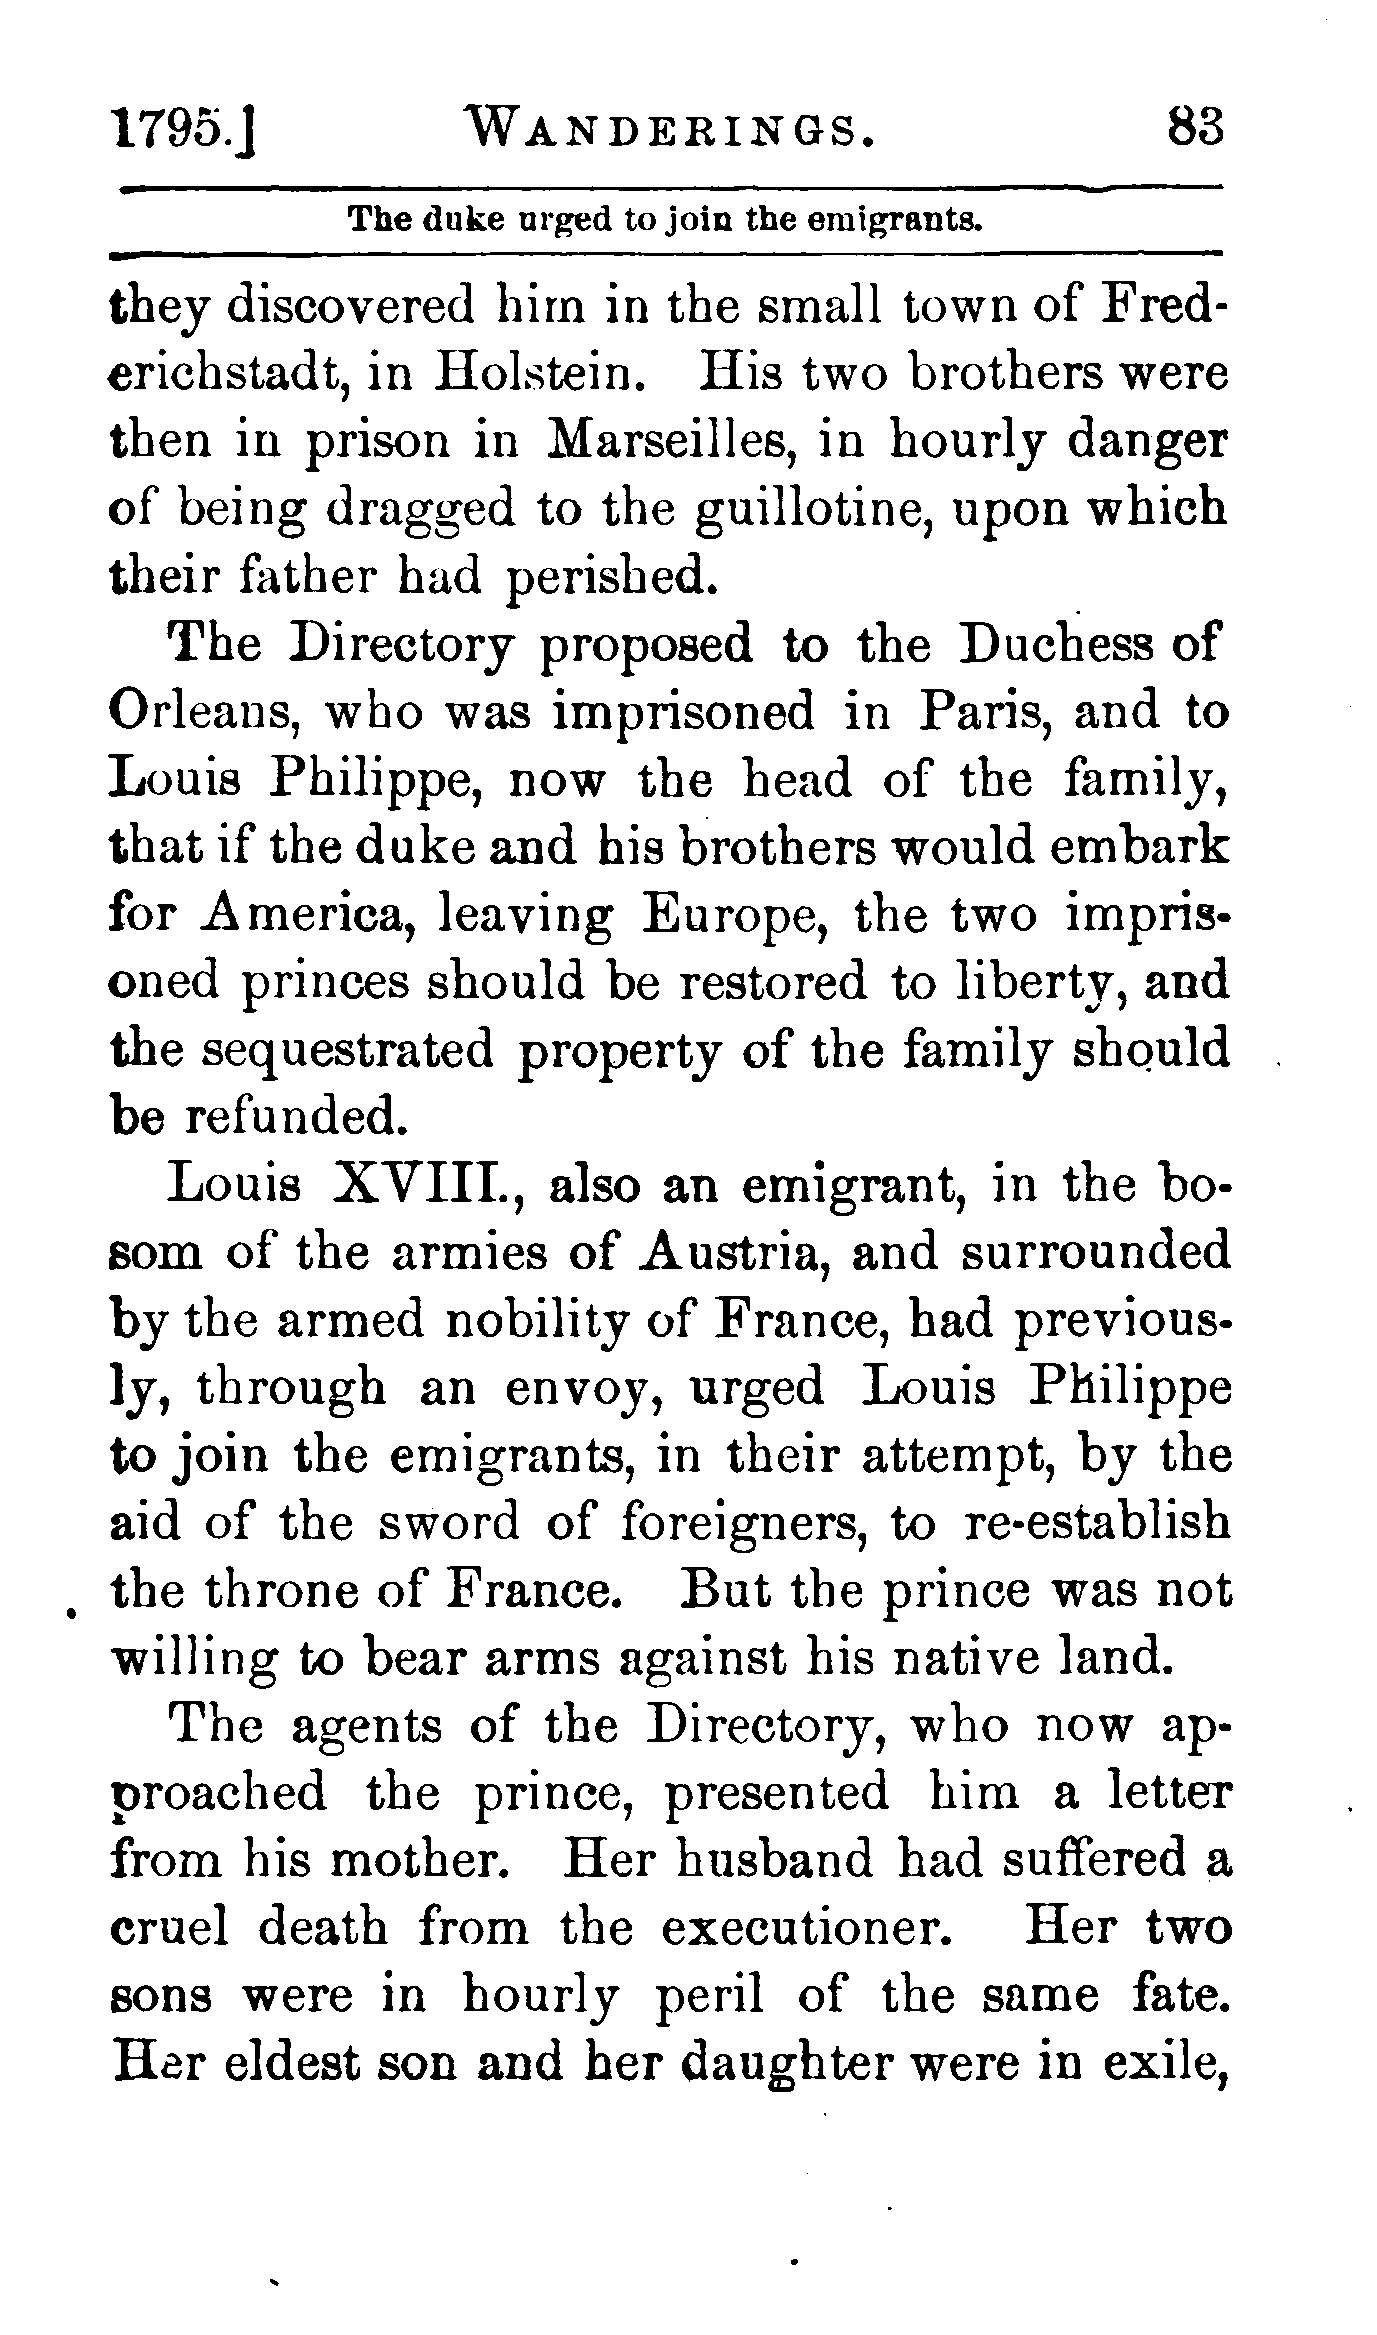 1795.] WANDERINGS. 83
The duke urged to join the emigrants.
they discovered him in the small town of Fred-
erichstadt, in Holstein. His two brothers were
then in prison in Marseilles, in hourly danger
of being dragged to the guillotine, upon which
their father had perished.
The Directory proposed to the Duchess of
Orleans, who was imprisoned in Paris, and to
Louis Philippe, now the head of the family,
that if the duke and his brothers would embark
for America, leaving Europe, the two impris-
oned princes should be restored to liberty, and
the sequestrated property of the family should
be refunded.
Louis XVIII., also an emigrant, in the bo-
som of the armies of Austria, and surrounded
by the armed nobility of France, had previous-
ly, through an envoy, urged Louis Philippe
to join the emigrants, in their attempt, by the
aid of the sword of foreigners, to re-establish
the throne of France. But the prince was not
willing to bear arms against his native land.
The agents of the Directory, who now ap-
proached the prince, presented him a letter
from his mother. Her husband had suffered a
cruel death from the executioner. Her two
sons were in hourly peril of the same fate.
Her eldest son and her daughter were in exile,